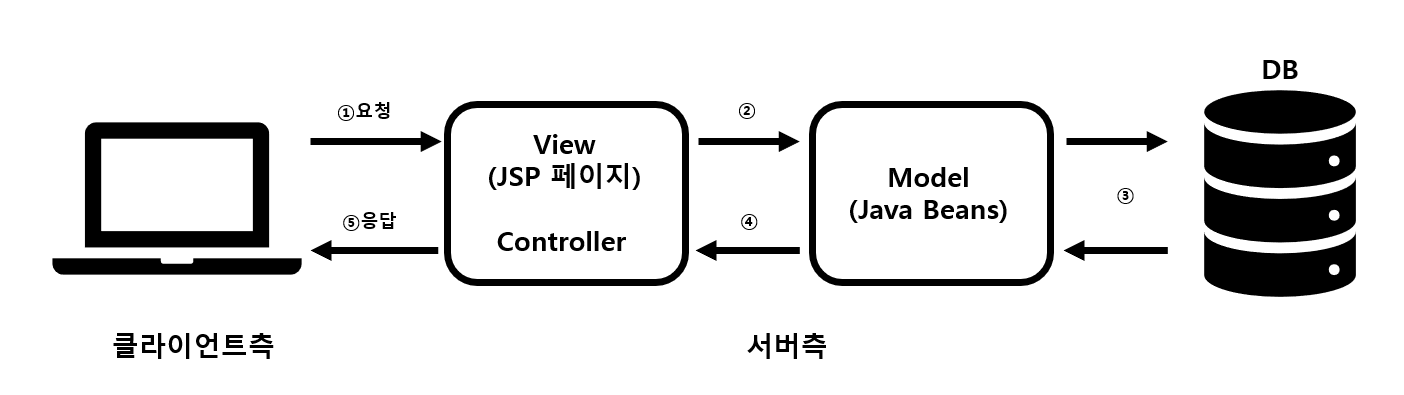 DB
①요청
②
View
(JSP 페이지)
Controller
Model
(Java Beans)
③
⑤응답
④
클라이언트측
서버측